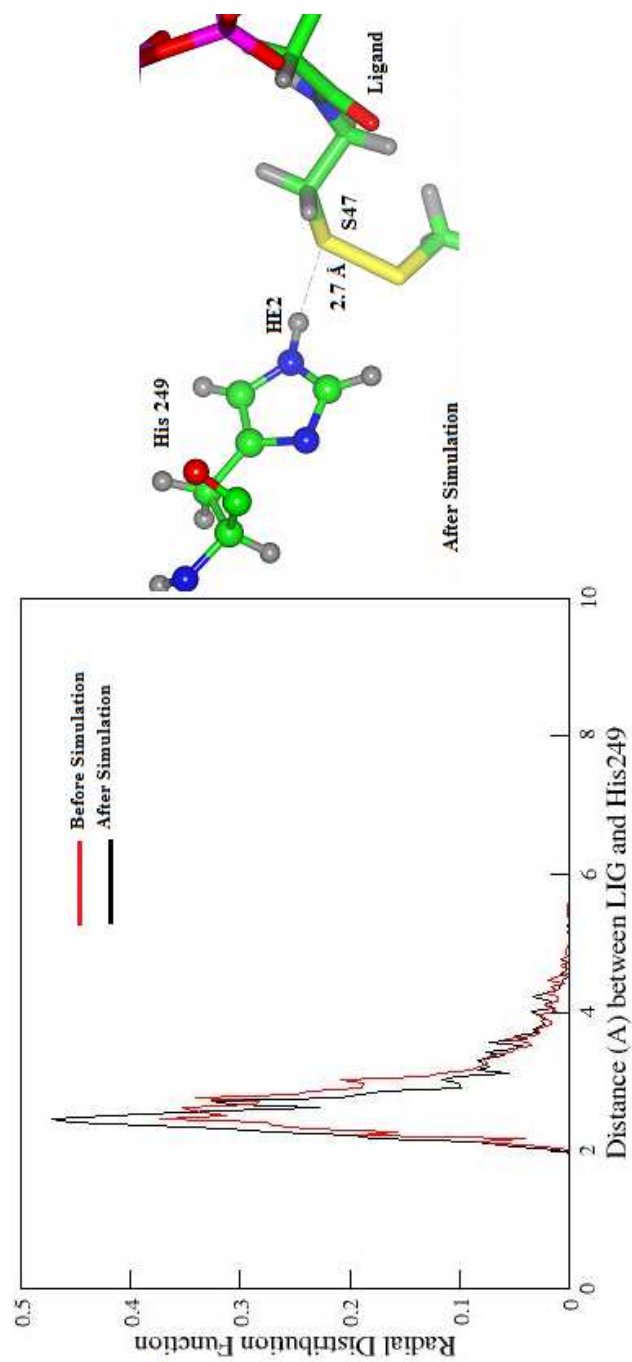 Radial Distribution Function
0.5
0.4
0.3
0.2
0.1
0
0
2
4
6
8
10
Distance (A) between LIG and His249
Before Simulation
After Simulation
His 249
HE2
2.7 Å
S47
Ligand
After Simulation